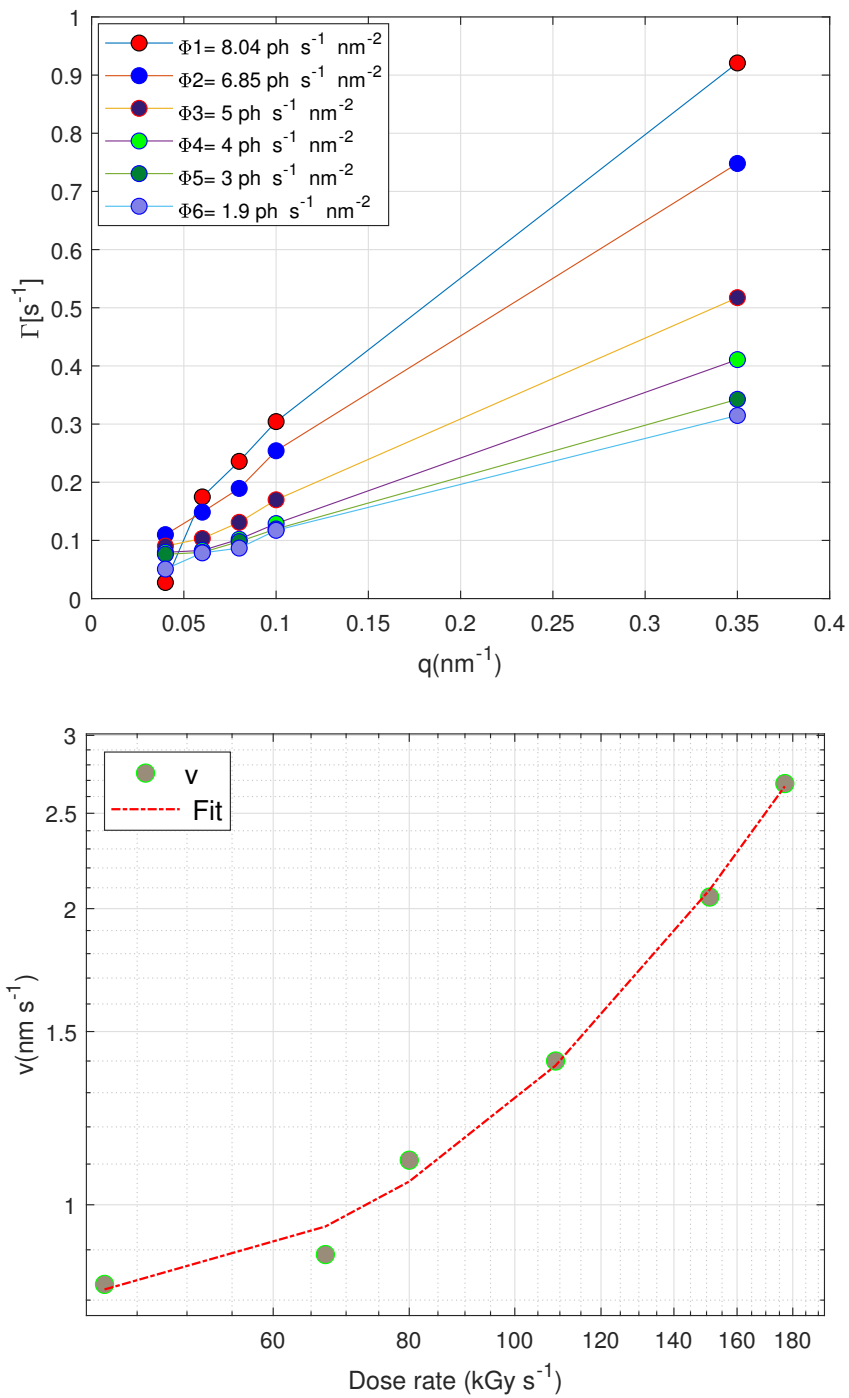 1
0.9
0.8
0.7
0.6
0.5
0.4
0.3
0.2
0.1
0
Γ[s⁻¹]
Φ1= 8.04 ph s⁻¹ nm⁻²
Φ2= 6.85 ph s⁻¹ nm⁻²
Φ3= 5 ph s⁻¹ nm⁻²
Φ4= 4 ph s⁻¹ nm⁻²
Φ5= 3 ph s⁻¹ nm⁻²
Φ6= 1.9 ph s⁻¹ nm⁻²
0 0.05 0.1 0.15 0.2 0.25 0.3 0.35 0.4
q(nm⁻¹)
3
2.5
2
1.5
1
v(nm s⁻¹)
v
Fit
60 80 100 120 140 160 180
Dose rate (kGy s⁻¹)